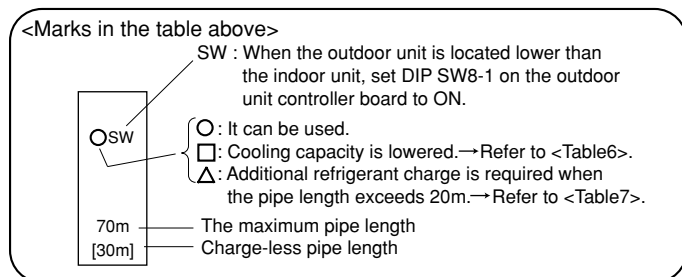 <Marks in the table above>
SW : When the outdoor unit is located lower than
the indoor unit, set DIP SW8-1 on the outdoor
unit controller board to ON.
○SW
○: It can be used.
□: Cooling capacity is lowered.→Refer to <Table6>.
△: Additional refrigerant charge is required when
the pipe length exceeds 20m.→Refer to <Table7>.
70m The maximum pipe length
[30m] Charge-less pipe length